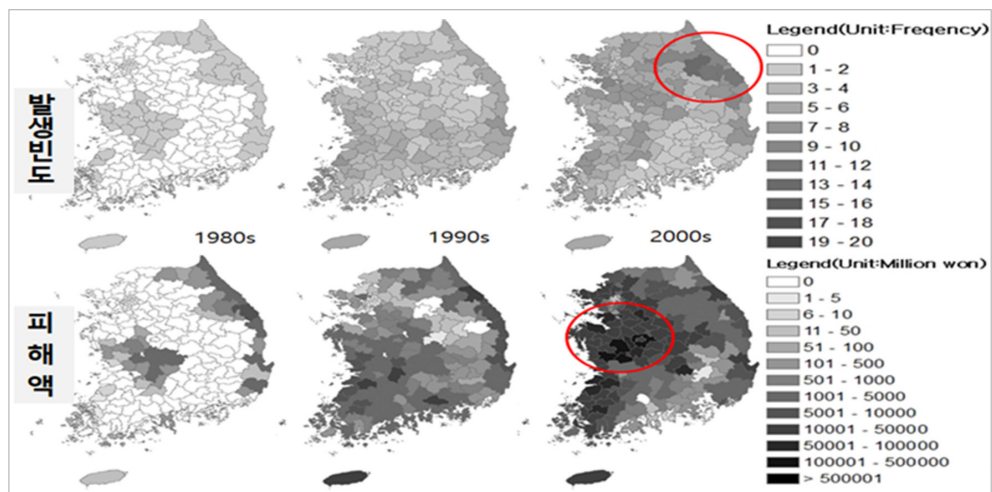 Legend(Unit:Freqency)
0
1 - 2
3 - 4
5 - 6
7 - 8
9 - 10
11 - 12
13 - 14
15 - 16
17 - 18
19 - 20
발생빈도
1980s
1990s
2000s
Legend(Unit:Million won)
0
1 - 5
6 - 10
11 - 50
51 - 100
101 - 500
501 - 1000
1001 - 5000
5001 - 10000
10001 - 50000
50001 - 100000
100001 - 500000
> 500001
피해액